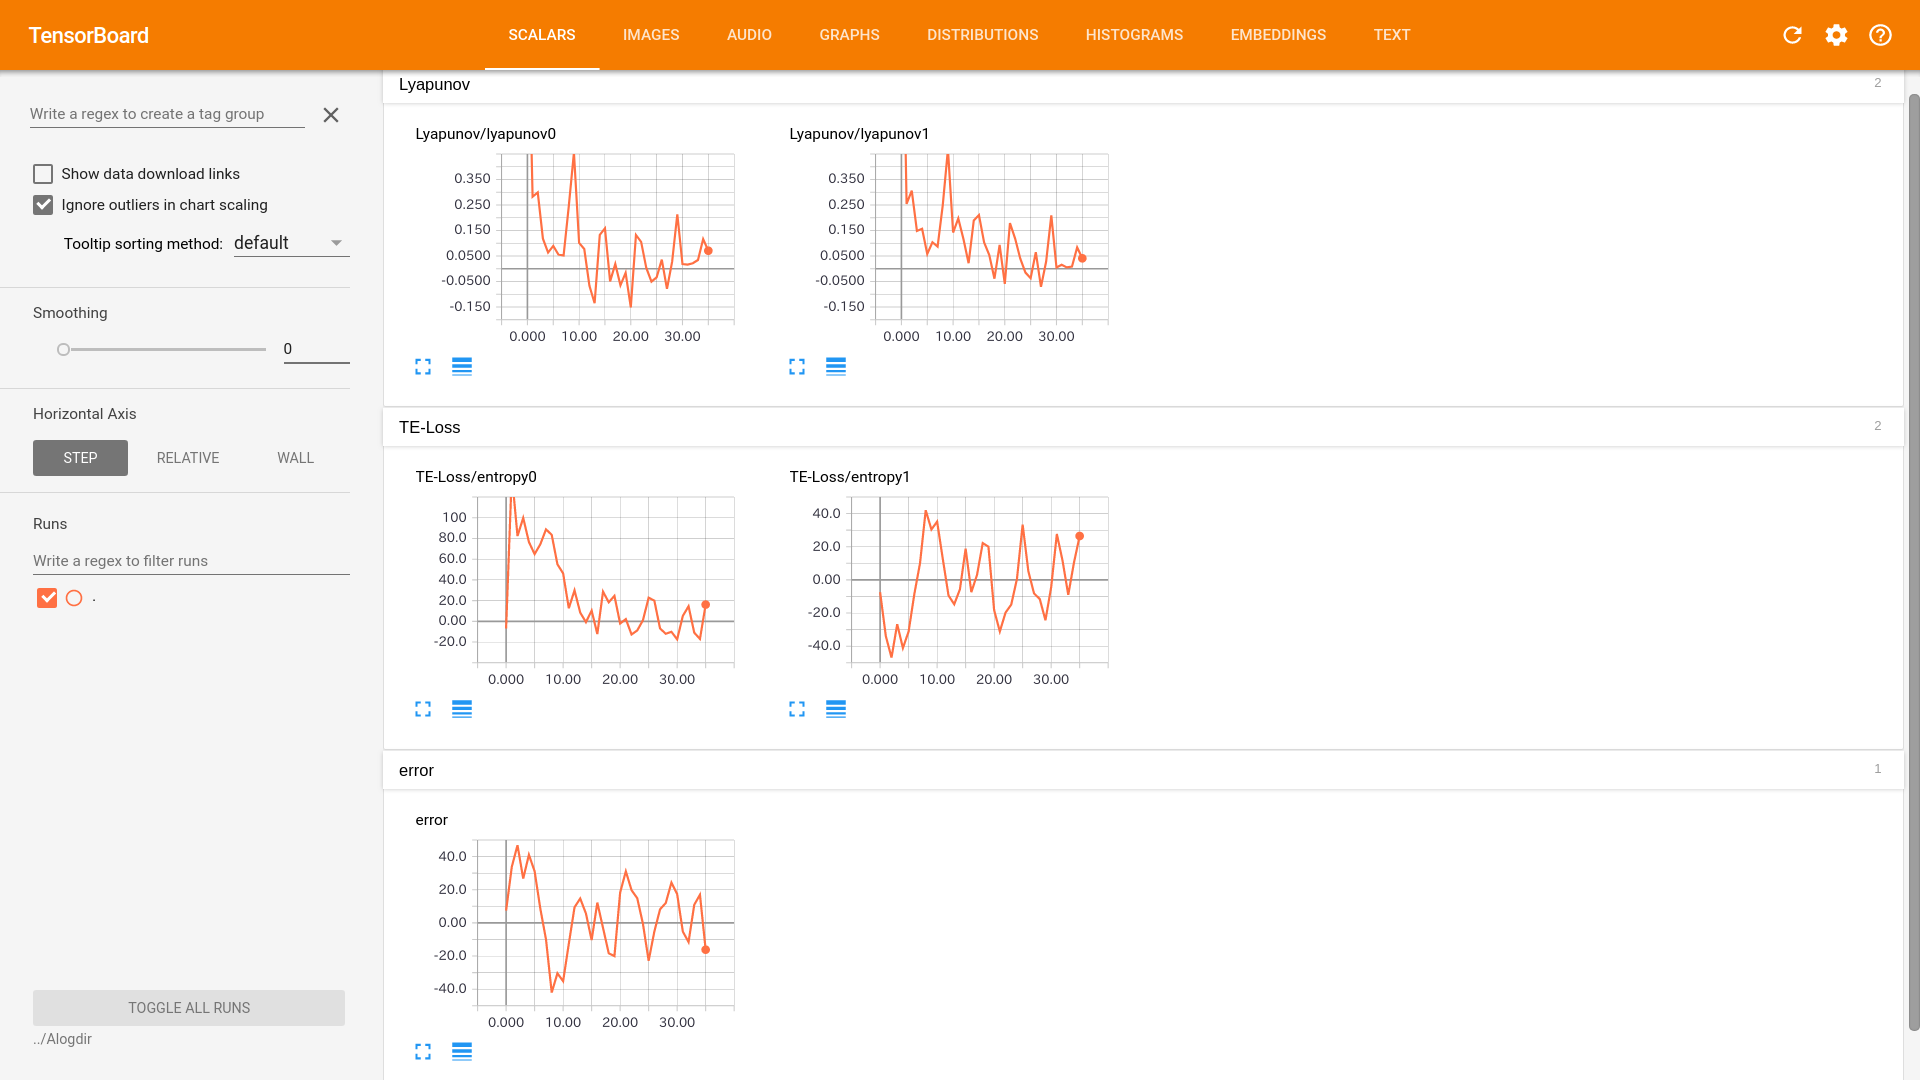 TensorBoard
SCALARS IMAGES AUDIO GRAPHS DISTRIBUTIONS HISTOGRAMS EMBEDDINGS TEXT
Write a regex to create a tag group
Show data download links
Ignore outliers in chart scaling
Tooltip sorting method: default
Smoothing
0
Horizontal Axis
STEP RELATIVE WALL
Runs
Write a regex to filter runs
.
TOGGLE ALL RUNS
../Alogdir
Lyapunov 2
Lyapunov/lyapunov0
0.350
0.250
0.150
0.0500
-0.0500
-0.150
0.000 10.00 20.00 30.00
Lyapunov/lyapunov1
0.350
0.250
0.150
0.0500
-0.0500
-0.150
0.000 10.00 20.00 30.00
TE-Loss 2
TE-Loss/entropy0
100
80.0
60.0
40.0
20.0
0.00
-20.0
0.000 10.00 20.00 30.00
TE-Loss/entropy1
40.0
20.0
0.00
-20.0
-40.0
0.000 10.00 20.00 30.00
error 1
error
40.0
20.0
0.00
-20.0
-40.0
0.000 10.00 20.00 30.00